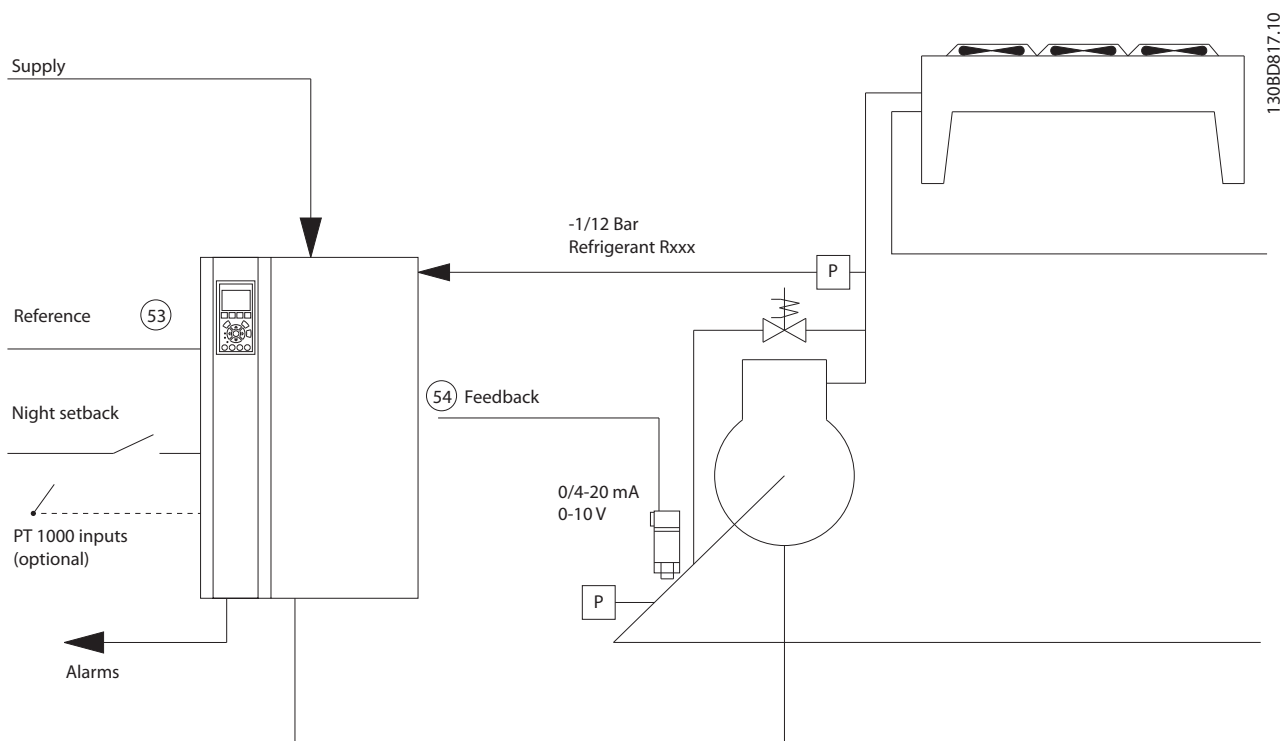 130BD817.10
Supply
-1/12 Bar
Refrigerant Rxxx
P
Reference
53
54
Feedback
Night setback
0/4-20 mA
0-10 V
PT 1000 inputs
(optional)
P
Alarms